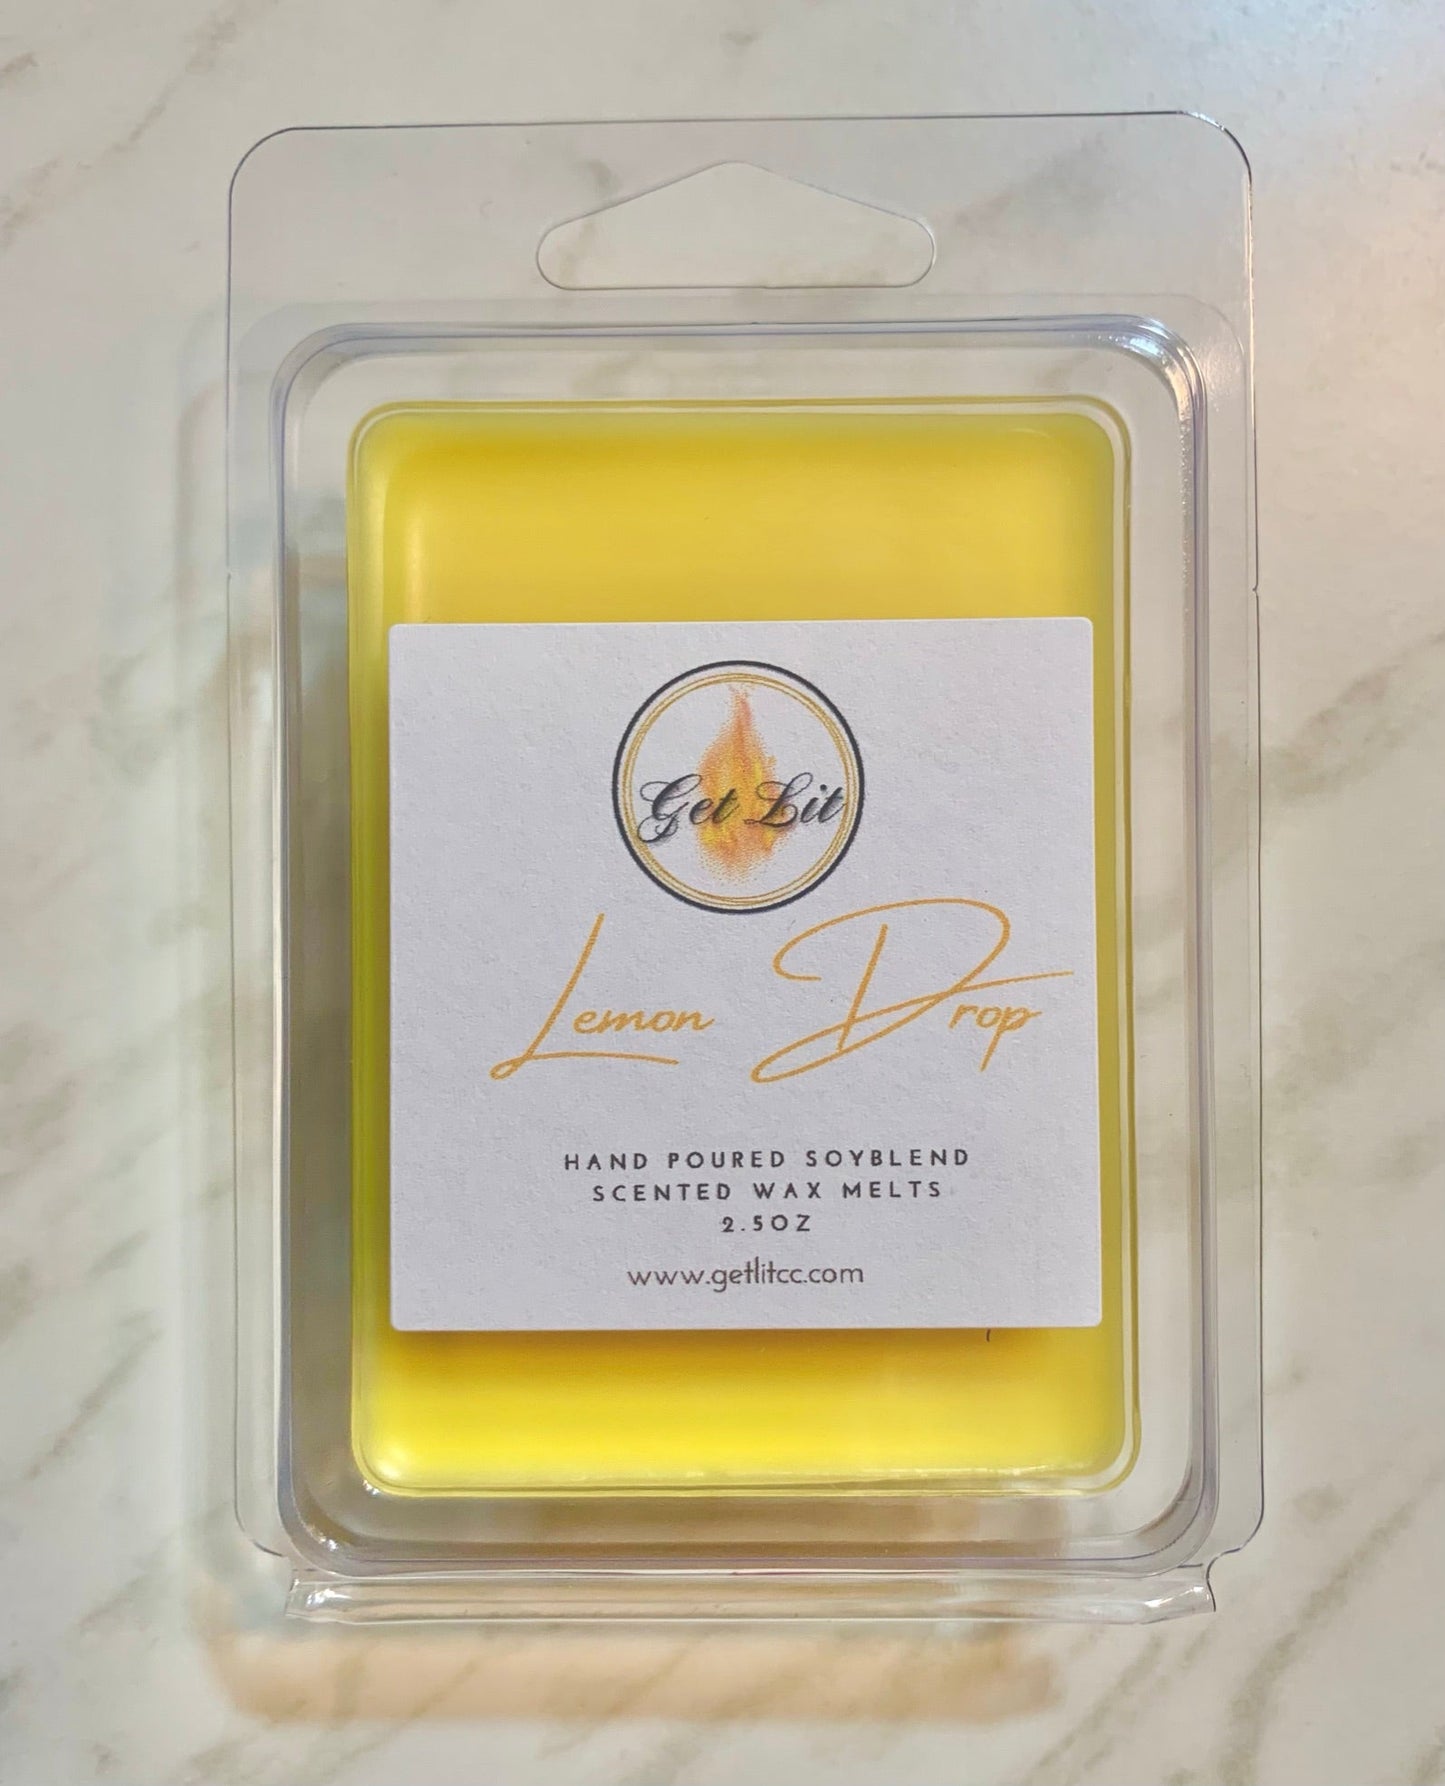 Get Lit
Lemon Drop
HAND POURED SOYBLEND
SCENTED WAX MELTS
2.5OZ
www.getlitcc.com